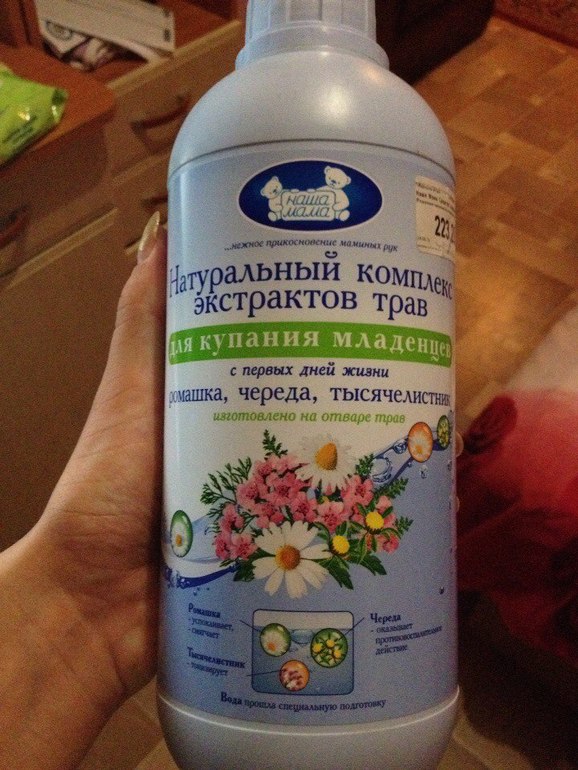 наша
мама
...нежное прикосновение маминых рук
Натуральный комплекс
экстрактов трав
для купания младенцев
с первых дней жизни
ромашка, череда, тысячелистник
изготовлено на отваре трав
Ромашка
- успокаивает,
- смягчает
Тысячелистник
- тонизирует
Череда
- оказывает
противовоспалительное
действие
Вода прошла специальную подготовку